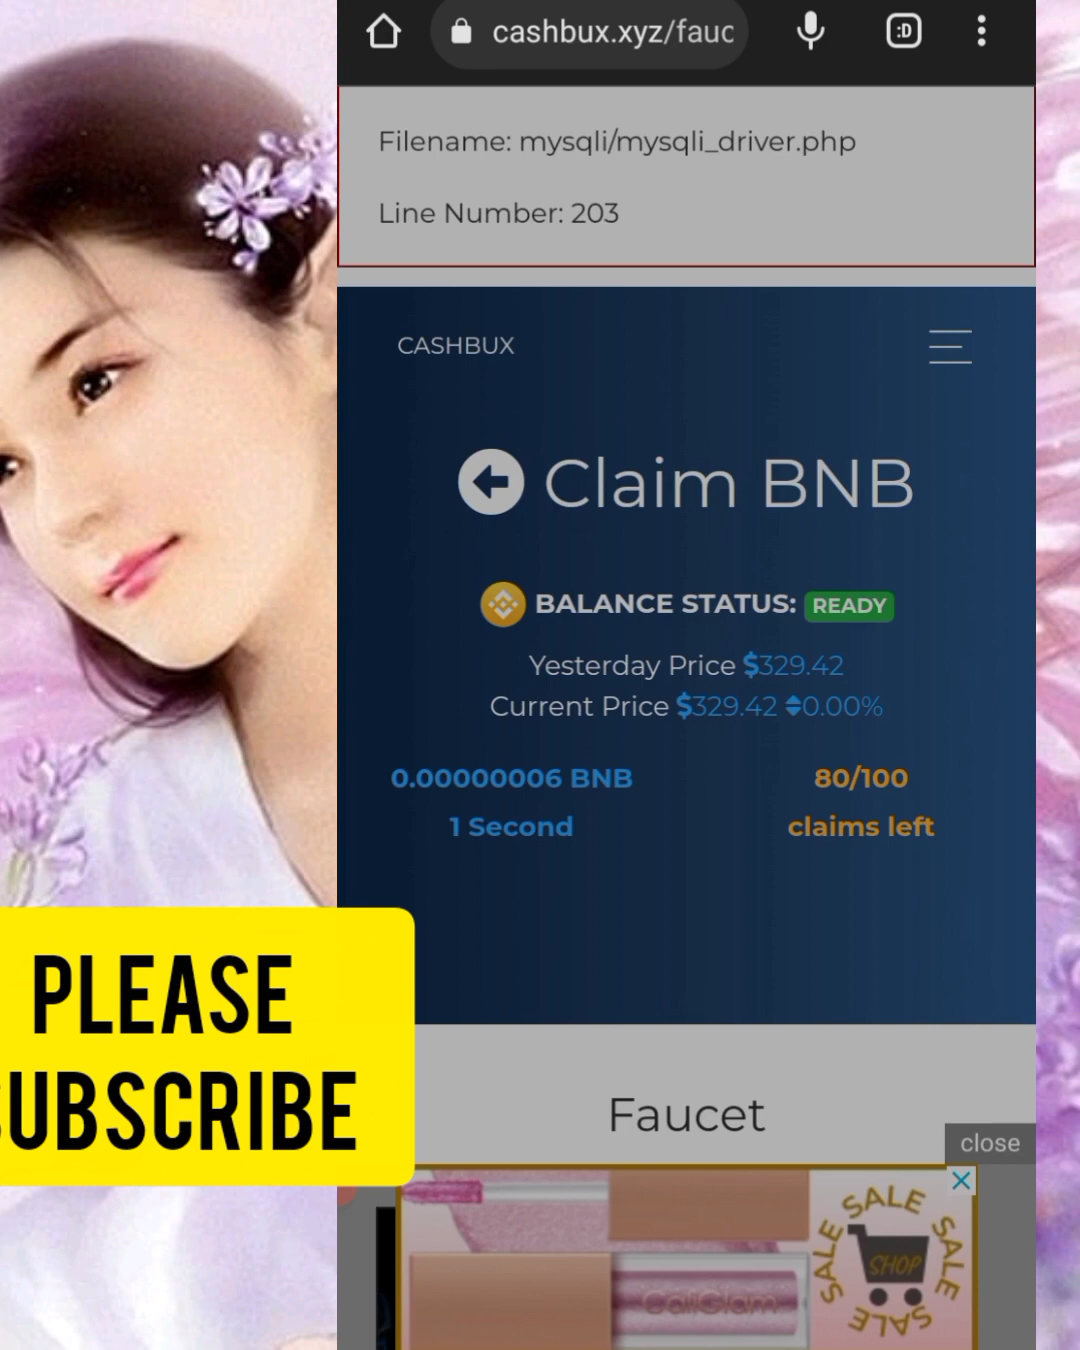 cashbux.xyz/fauc
:D
Filename: mysqli/mysqli_driver.php
Line Number: 203
CASHBUX
Claim BNB
BALANCE STATUS: READY
Yesterday Price $329.42
Current Price $329.42 0.00%
0.00000006 BNB
80/100
1 Second
claims left
PLEASE
SUBSCRIBE
Faucet
close
SALE SALE SALE SALE
SHOP
CaliGlam